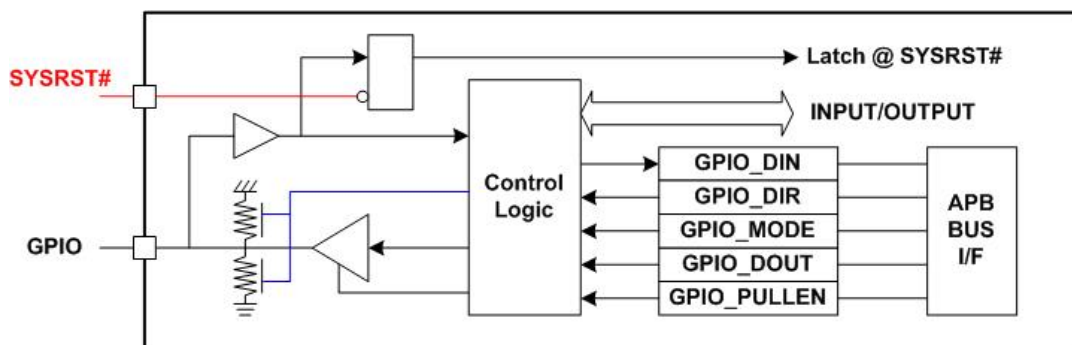 SYSRST#
Latch @ SYSRST#
INPUT/OUTPUT
Control
Logic
GPIO_DIN
GPIO_DIR
GPIO_MODE
GPIO_DOUT
GPIO_PULLEN
APB
BUS
I/F
GPIO